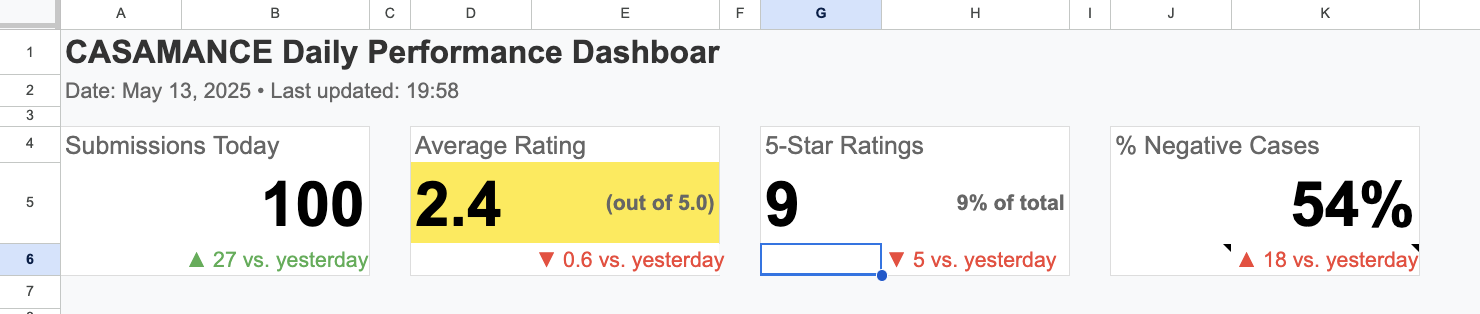 A B C D E F G H I J K
1 CASAMANCE Daily Performance Dashboar
2 Date: May 13, 2025 • Last updated: 19:58
3
4 Submissions Today Average Rating 5-Star Ratings % Negative Cases
5 100 2.4 (out of 5.0) 9 9% of total 54%
6 ▲ 27 vs. yesterday ▼ 0.6 vs. yesterday ▼ 5 vs. yesterday ▲ 18 vs. yesterday
7